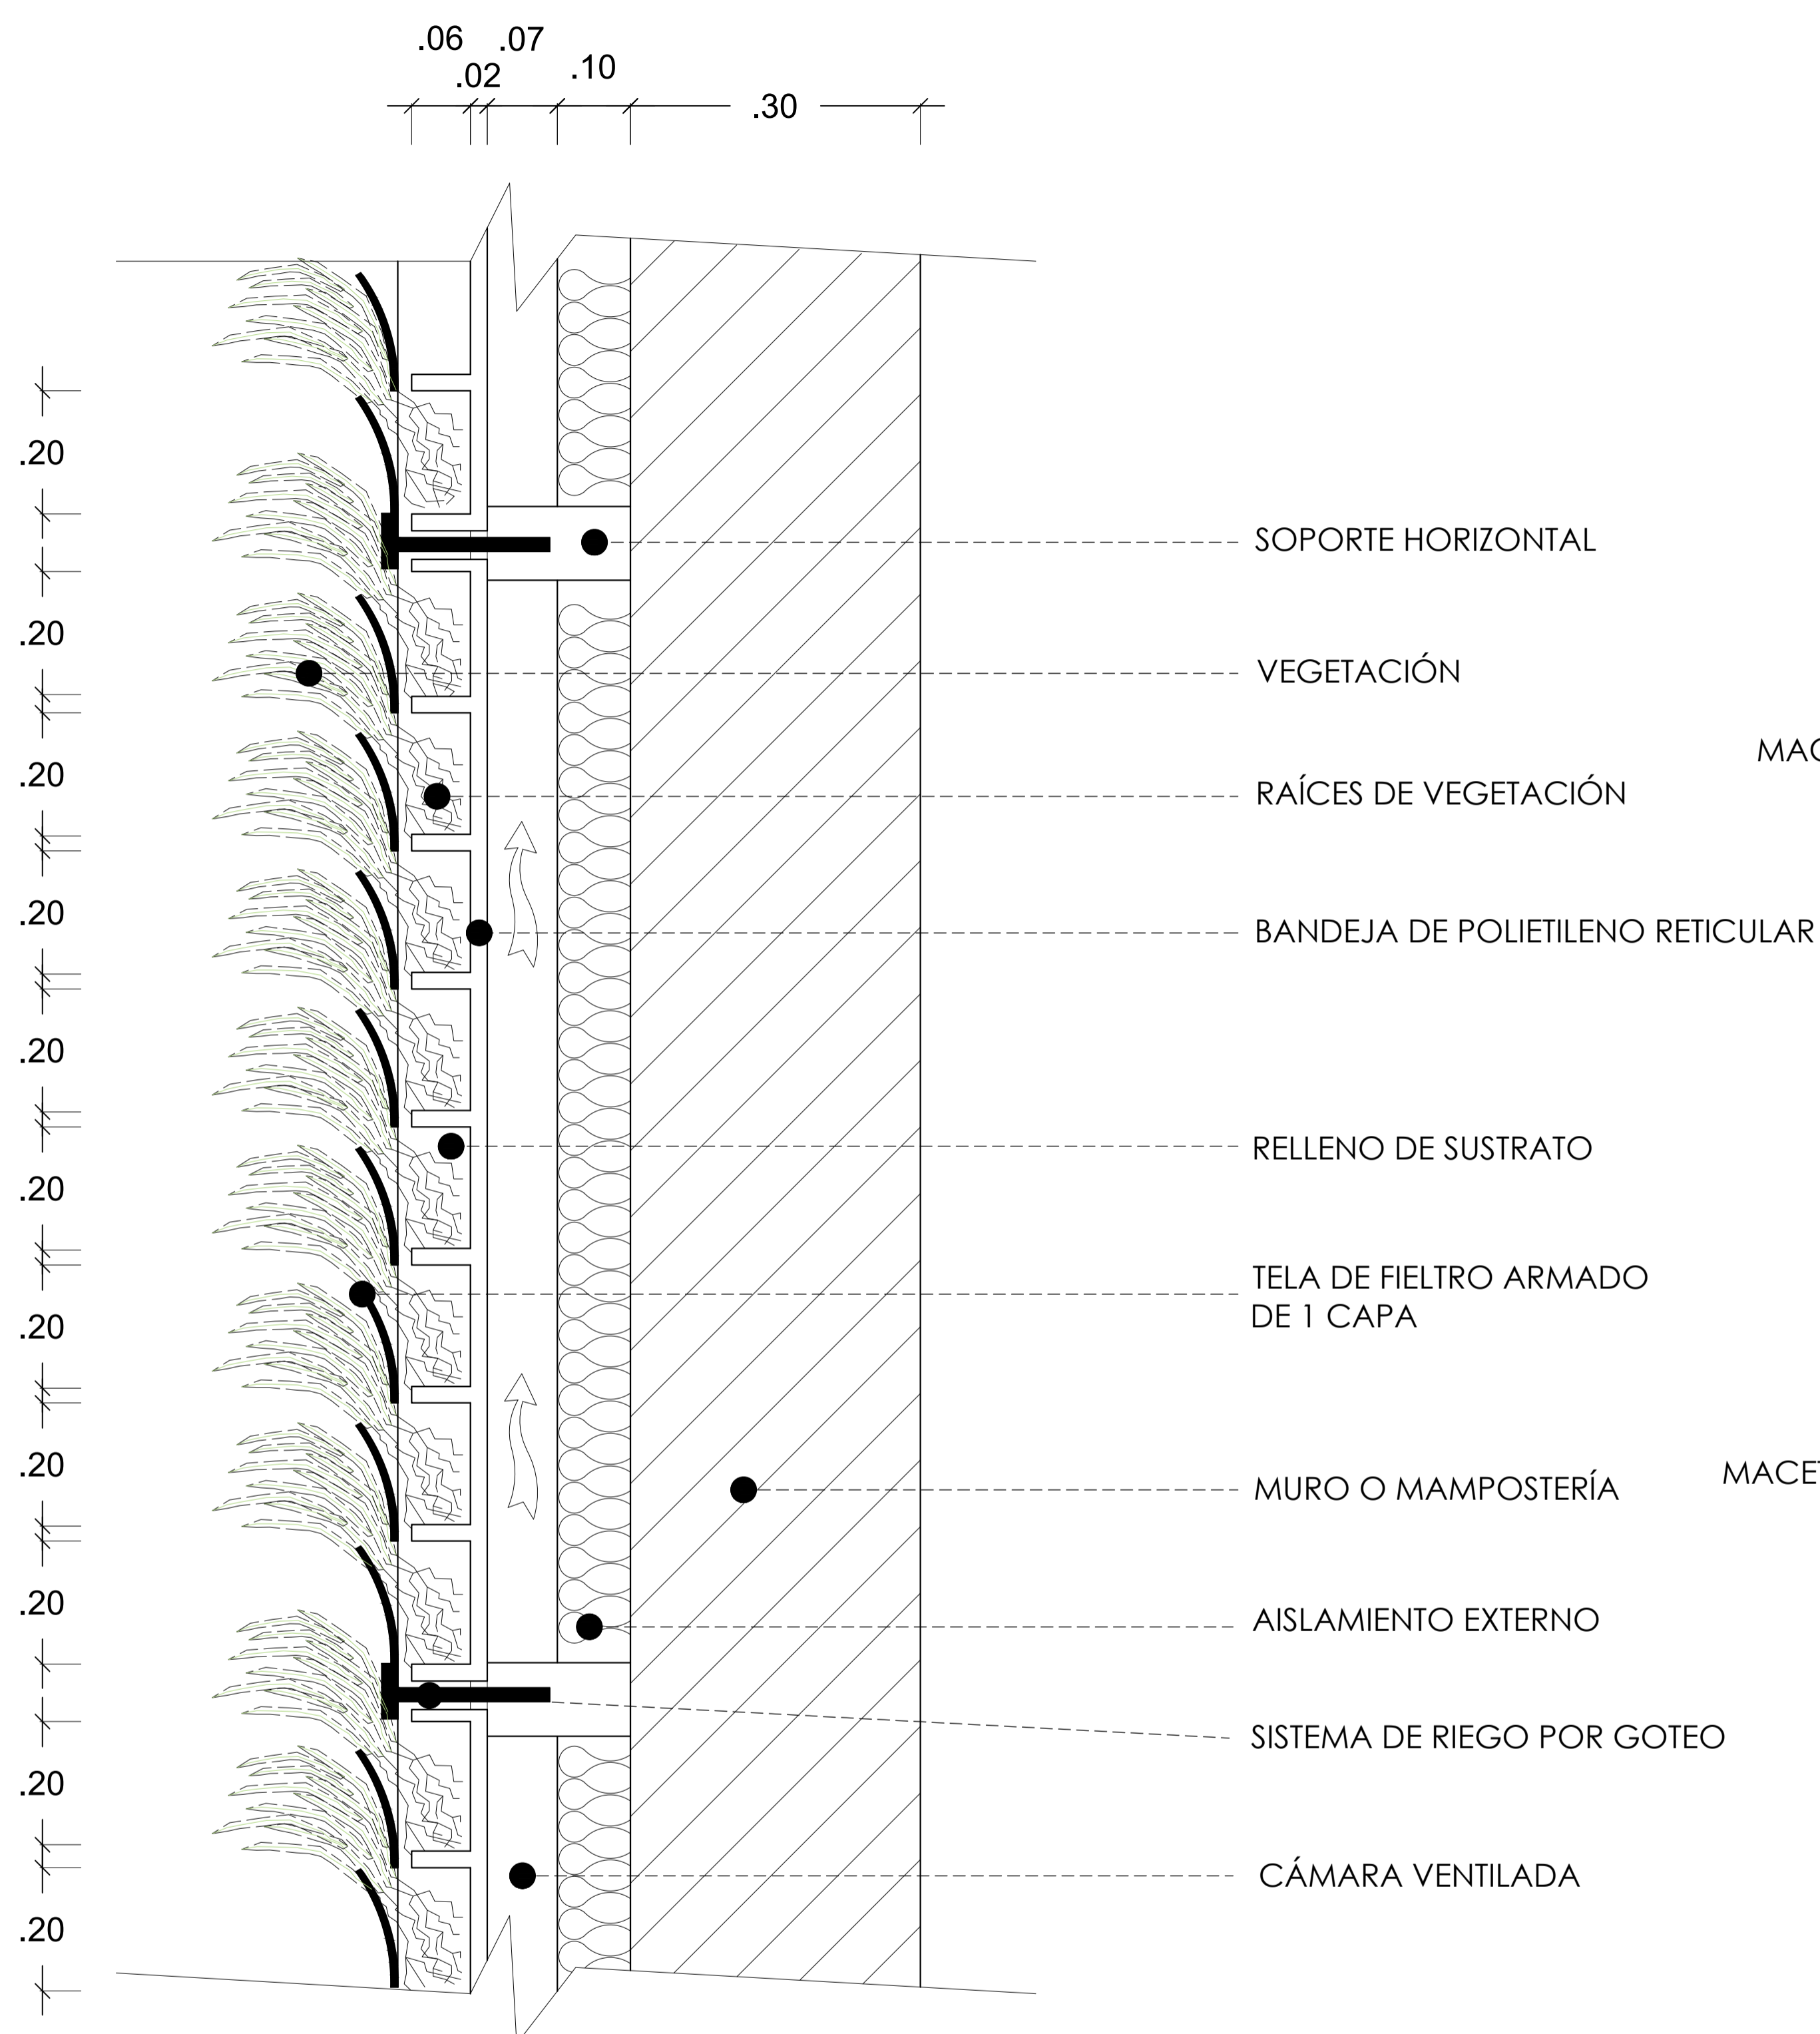 .06
.07
.02
.10
.30
.20
SOPORTE HORIZONTAL
.20
VEGETACIÓN
.20
RAÍCES DE VEGETACIÓN
.20
BANDEJA DE POLIETILENO RETICULAR
.20
RELLENO DE SUSTRATO
.20
TELA DE FIELTRO ARMADO
DE 1 CAPA
.20
.20
MURO O MAMPOSTERÍA
.20
AISLAMIENTO EXTERNO
SISTEMA DE RIEGO POR GOTEO
.20
CÁMARA VENTILADA
.20